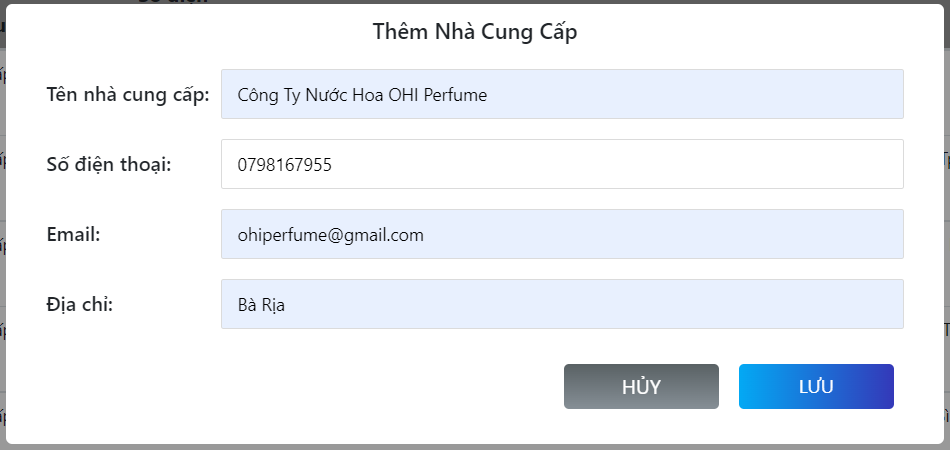 Thêm Nhà Cung Cấp
Tên nhà cung cấp: Công Ty Nước Hoa OHI Perfume
Số điện thoại: 0798167955
Email: ohiperfume@gmail.com
Địa chỉ: Bà Rịa
HỦY LƯU